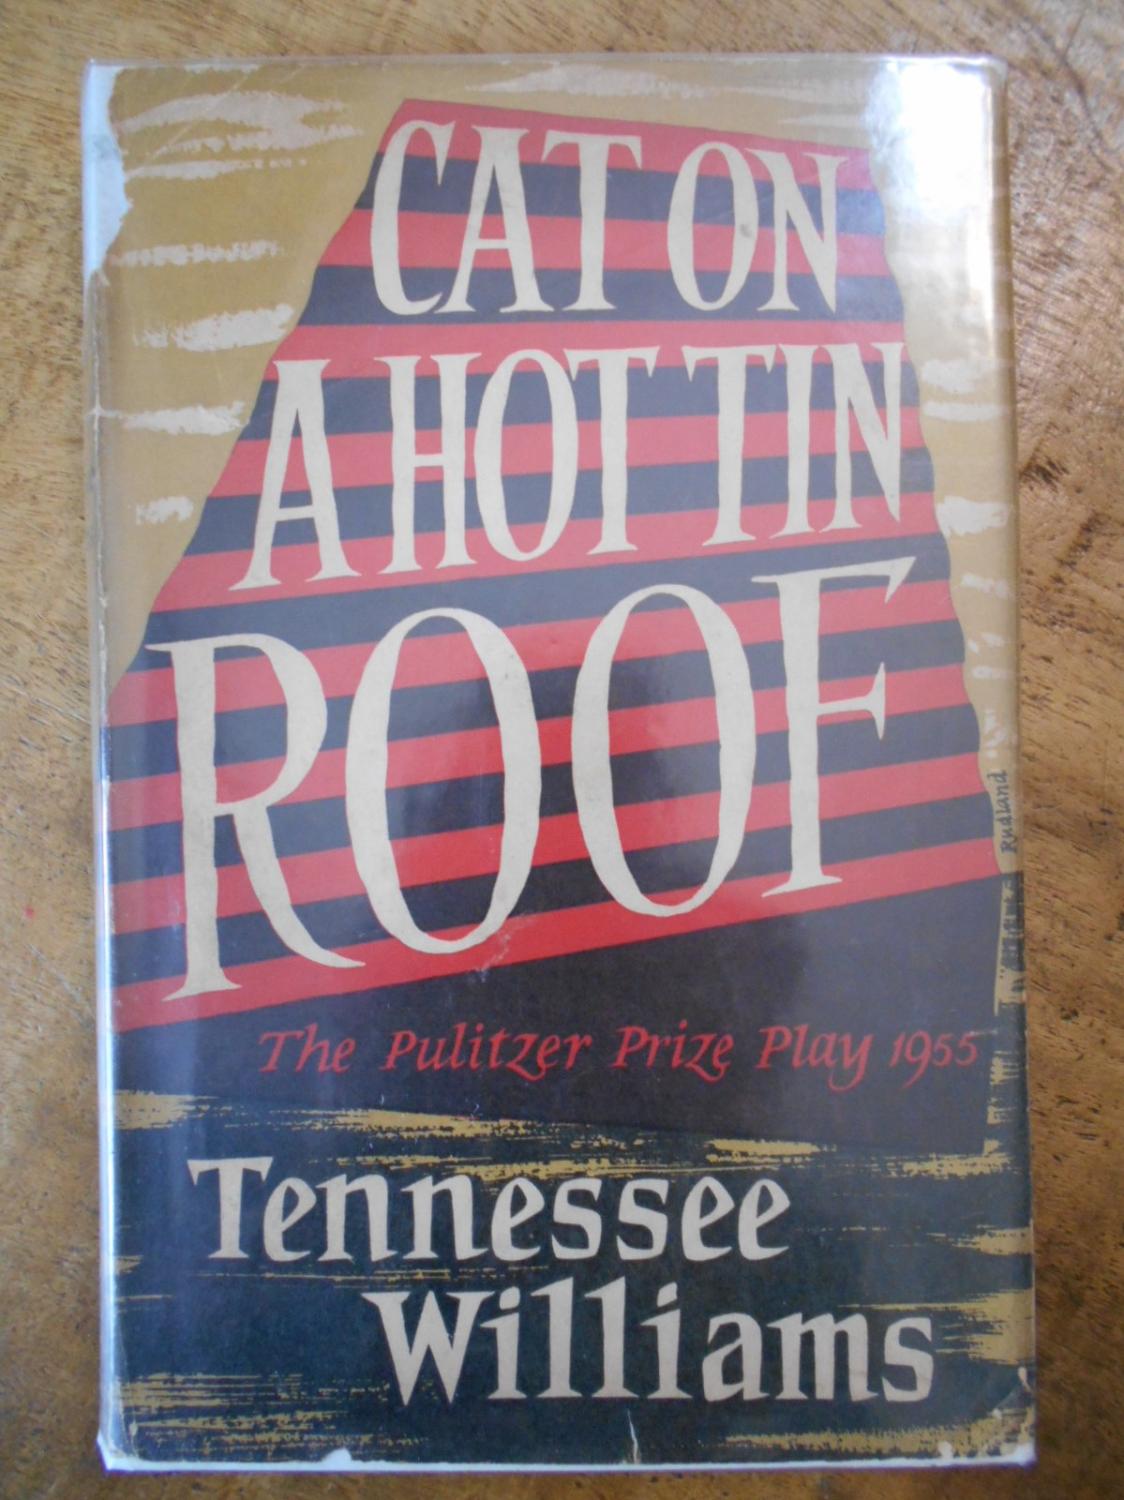 CAT ON
A HOT TIN
ROOF
Rudland
The Pulitzer Prize Play 1955
Tennessee
Williams